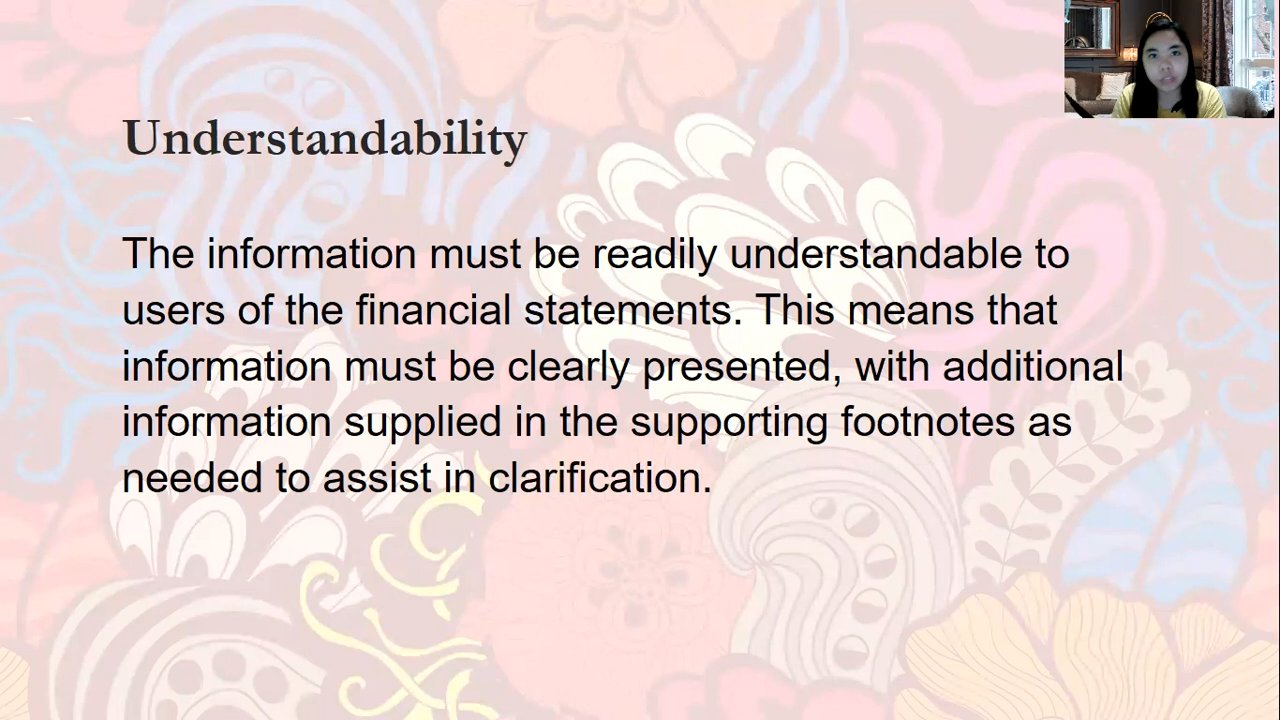 Understandability
The information must be readily understandable to
users of the financial statements. This means that
information must be clearly presented, with additional
information supplied in the supporting footnotes as
needed to assist in clarification.